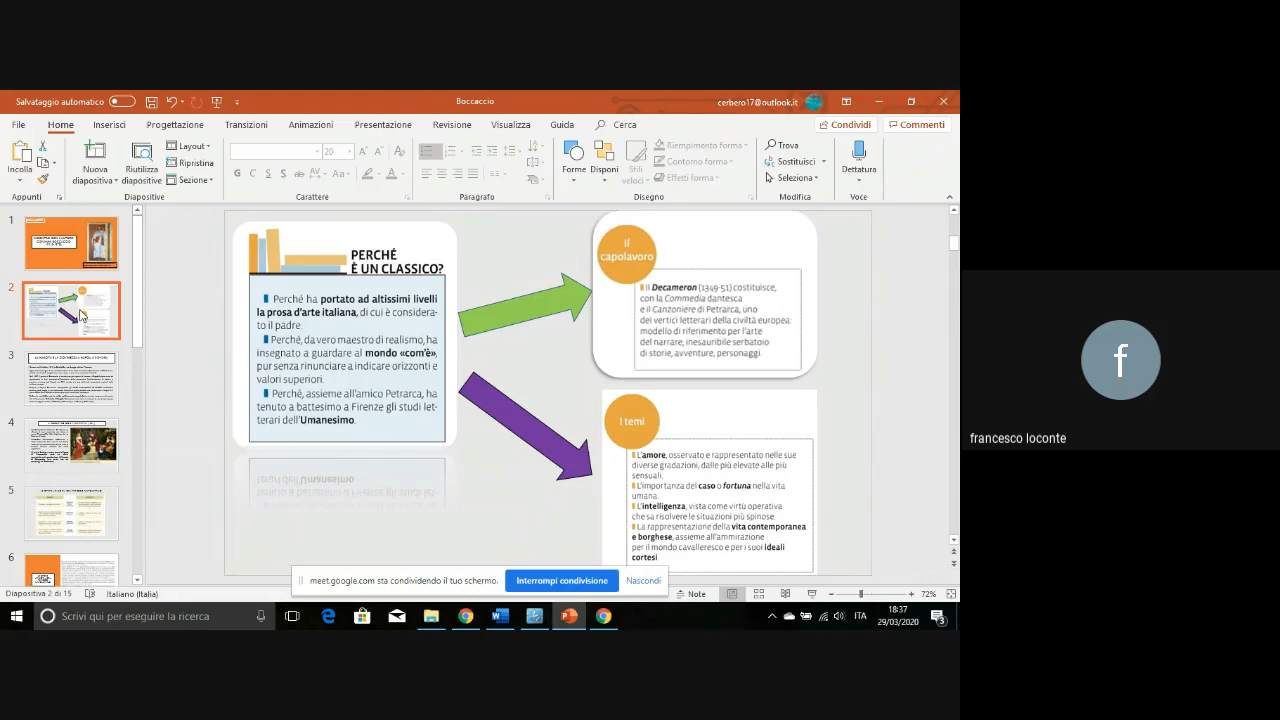 Salvataggio automatico
Boccaccio
cerbero17@outlook.it
File
Home
Inserisci
Progettazione
Transizioni
Animazioni
Presentazione
Revisione
Visualizza
Guida
Cerca
Condividi
Commenti
Incolla
Nuova
diapositiva
Riutilizza
diapositive
Layout
Ripristina
Sezione
20
G C S S ab AV Aa
Forme
Disponi
Stili
veloci
Riempimento forma
Contorno forma
Effetti forma
Trova
Sostituisci
Seleziona
Dettatura
Appunti
Diapositive
Carattere
Paragrafo
Disegno
Modifica
Voce
1
2
3
4
5
6
PERCHÉ
È UN CLASSICO?
Perché ha portato ad altissimi livelli
la prosa d'arte italiana, di cui è considera-
to il padre.
Perché, da vero maestro di realismo, ha
insegnato a guardare al mondo «com'è»,
pur senza rinunciare a indicare orizzonti e
valori superiori.
Perché, assieme all'amico Petrarca, ha
tenuto a battesimo a Firenze gli studi let-
terari dell'Umanesimo.
Il
capolavoro
Il Decameron (1349-51) costituisce,
con la Commedia dantesca
e il Canzoniere di Petrarca, uno
dei vertici letterari della civiltà europea:
modello di riferimento per l'arte
del narrare, inesauribile serbatoio
di storie, avventure, personaggi.
I temi
L'amore, osservato e rappresentato nelle sue
diverse gradazioni, dalle più elevate alle più
sensuali.
L'importanza del caso o fortuna nella vita
umana.
L'intelligenza, vista come virtù operativa
che sa risolvere le situazioni più spinose.
La rappresentazione della vita contemporanea
e borghese, assieme all'ammirazione
per il mondo cavalleresco e per i suoi ideali
cortesi.
meet.google.com sta condividendo il tuo schermo.
Interrompi condivisione
Nascondi
Diapositiva 2 di 15
Italiano (Italia)
Note
72%
Scrivi qui per eseguire la ricerca
ITA
18:37
29/03/2020
3
f
francesco loconte